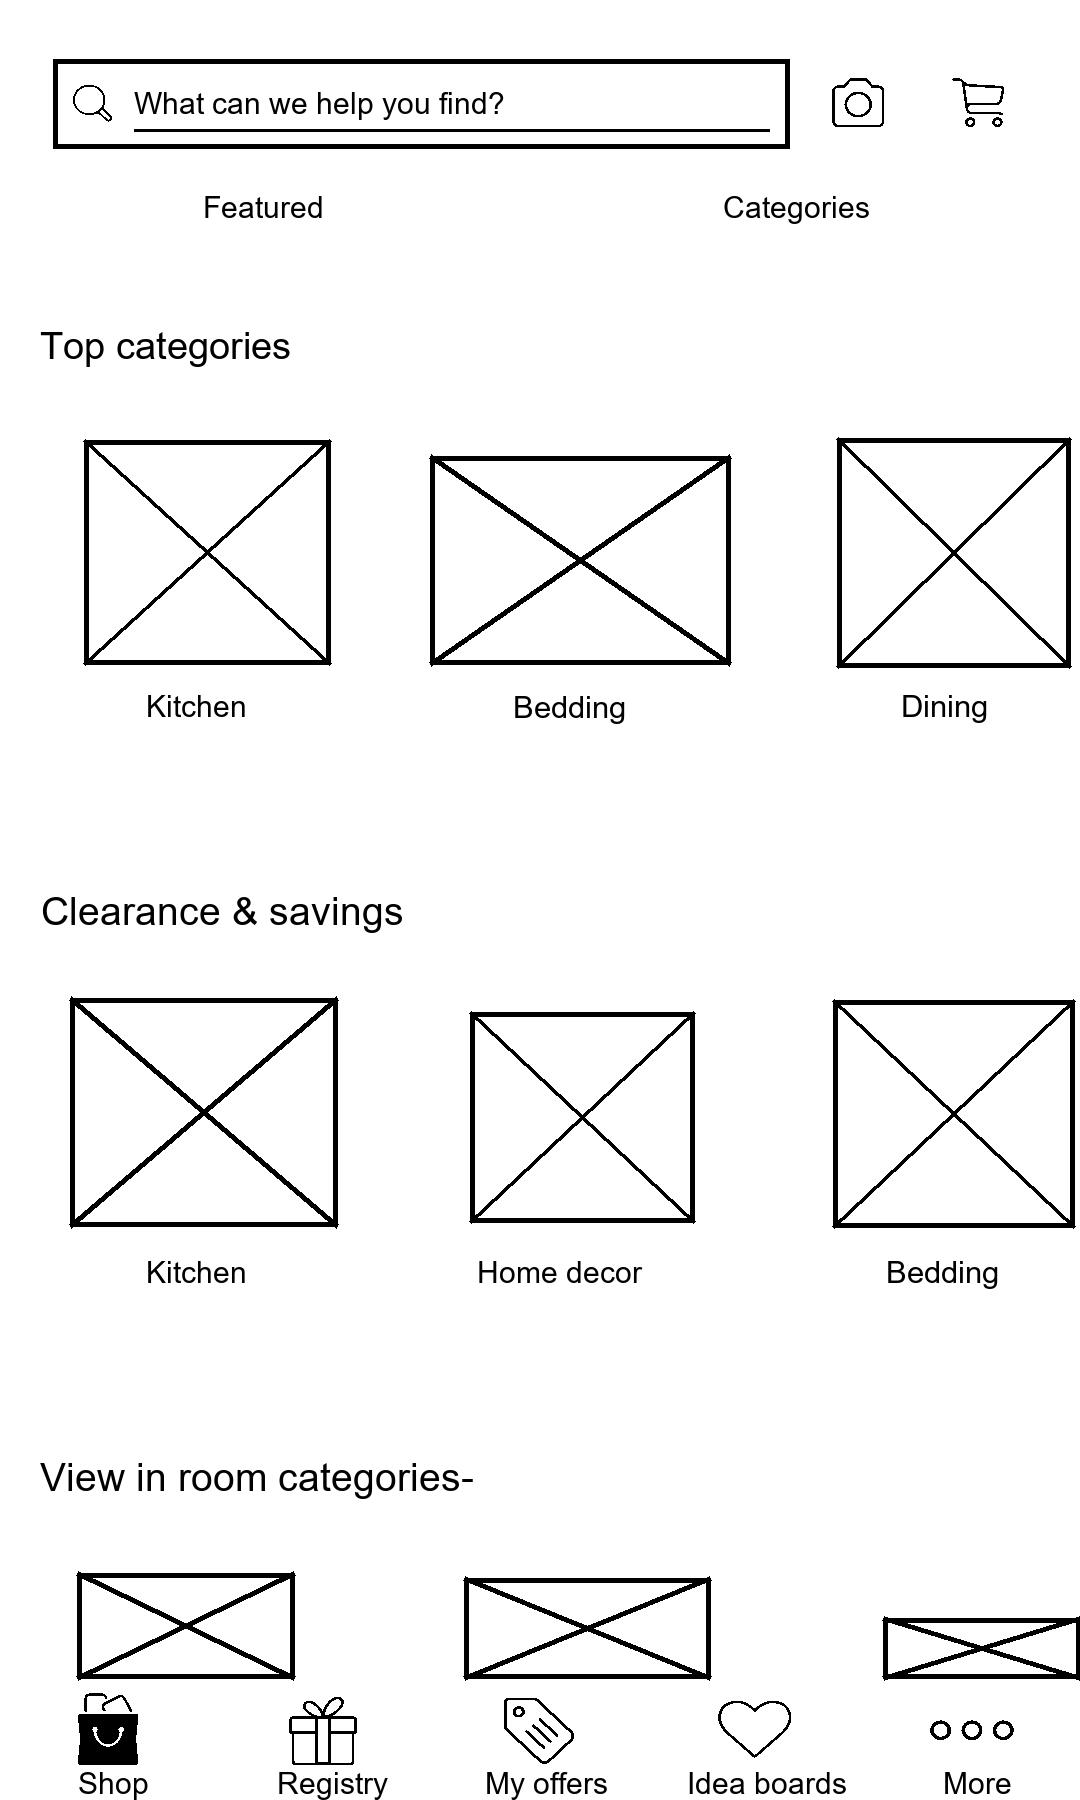 What can we help you find?
Featured
Categories
Top categories
Kitchen
Bedding
Dining
Clearance & savings
Kitchen
Home decor
Bedding
View in room categories-
Shop
Registry
My offers
Idea boards
More